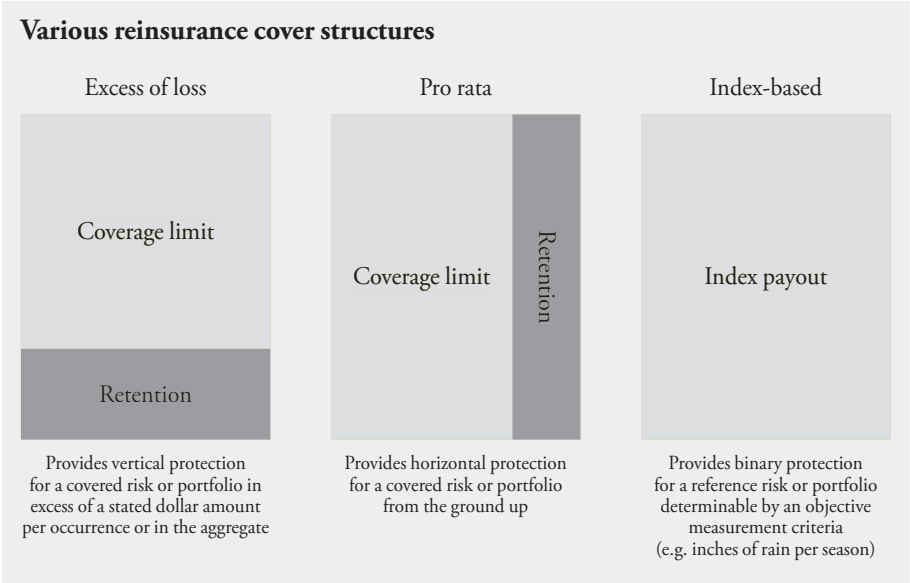 Various reinsurance cover structures
Excess of loss
Coverage limit
Retention
Provides vertical protection
for a covered risk or portfolio in
excess of a stated dollar amount
per occurrence or in the aggregate
Pro rata
Coverage limit
Retention
Provides horizontal protection
for a covered risk or portfolio
from the ground up
Index-based
Index payout
Provides binary protection
for a reference risk or portfolio
determinable by an objective
measurement criteria
(e.g. inches of rain per season)